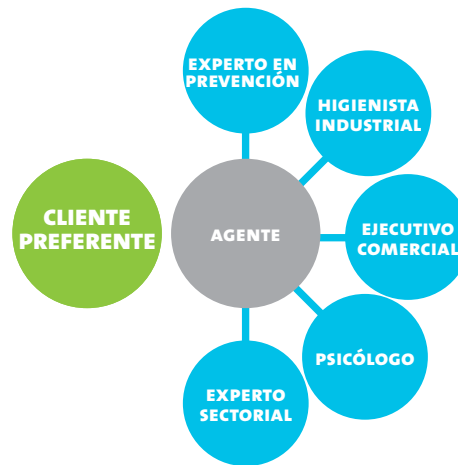 EXPERTO EN
PREVENCIÓN
HIGIENISTA
INDUSTRIAL
CLIENTE
PREFERENTE
AGENTE
EJECUTIVO
COMERCIAL
PSICÓLOGO
EXPERTO
SECTORIAL